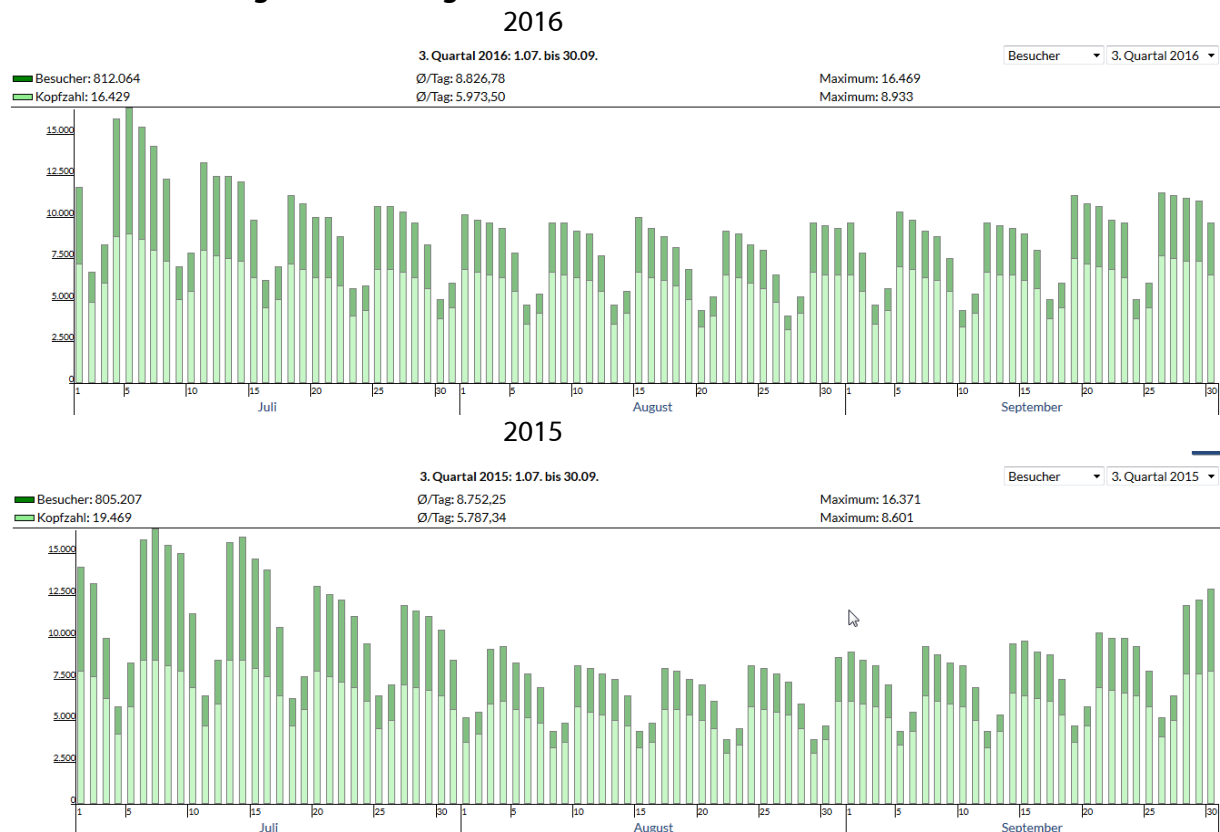 2016
3. Quartal 2016: 1.07. bis 30.09.
Besucher 3. Quartal 2016
Besucher: 812.064 Ø/Tag: 8.826,78 Maximum: 16.469
Kopfzahl: 16.429 Ø/Tag: 5.973,50 Maximum: 8.933
15.000
12.500
10.000
7.500
5.000
2.500
0
1 5 10 15 20 25 30 1 5 10 15 20 25 30 1 5 10 15 20 25 30
Juli August September
2015
3. Quartal 2015: 1.07. bis 30.09.
Besucher 3. Quartal 2015
Besucher: 805.207 Ø/Tag: 8.752,25 Maximum: 16.371
Kopfzahl: 19.469 Ø/Tag: 5.787,34 Maximum: 8.601
15.000
12.500
10.000
7.500
5.000
2.500
0
1 5 10 15 20 25 30 1 5 10 15 20 25 30 1 5 10 15 20 25 30
Juli August September